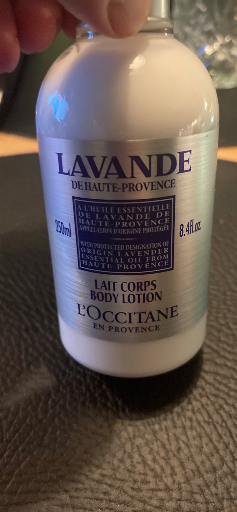 LAVANDE
DE HAUTE-PROVENCE
À L'HUILE ESSENTIELLE
DE LAVANDE DE
HAUTE-PROVENCE
APPELLATION D'ORIGINE PROTÉGÉE
250ml
8.4fl.oz
WITH PROTECTED DESIGNATION OF
ORIGIN LAVENDER
ESSENTIAL OIL FROM
HAUTE PROVENCE
LAIT CORPS
BODY LOTION
L'OCCITANE
EN PROVENCE